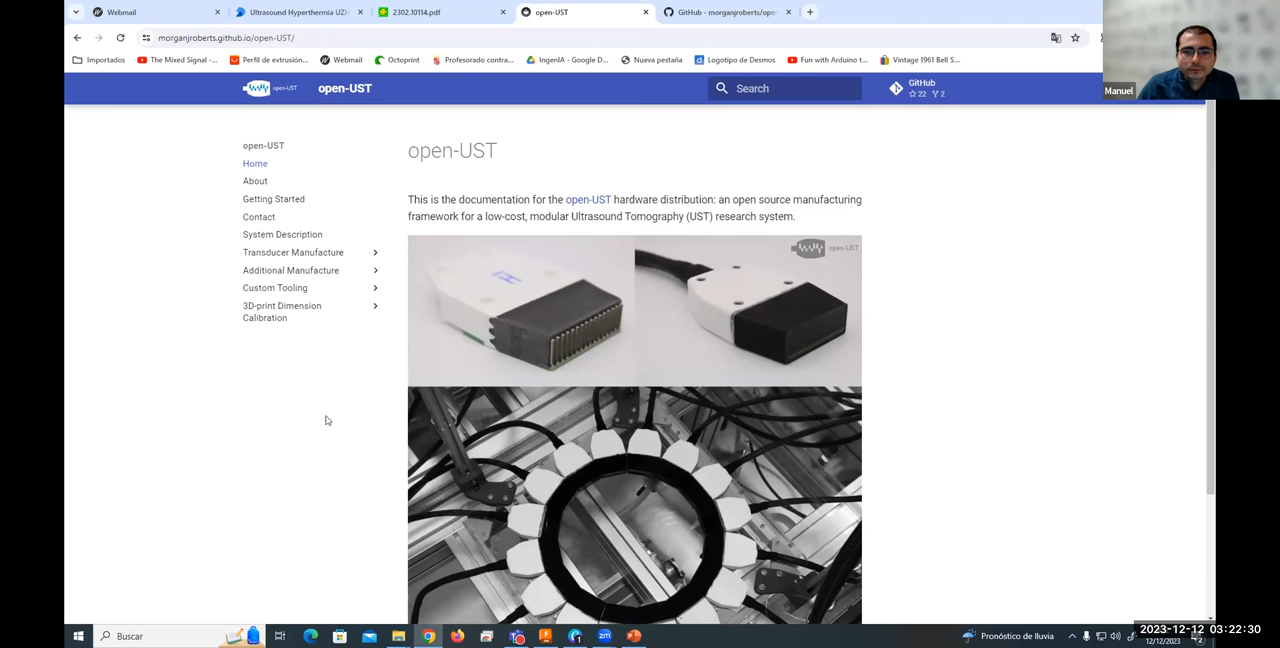 Webmail
Ultrasound Hyperthermia UZH
2302.10114.pdf
open-UST
GitHub - morganjroberts/open
morganjroberts.github.io/open-UST/
Importados
The Mixed Signal -...
Perfil de extrusión...
Webmail
Octoprint
Profesorado contra...
IngenIA - Google D...
Nueva pestaña
Logotipo de Desmos
Fun with Arduino t...
Vintage 1961 Bell S...
Manuel
open-UST
open-UST
Search
GitHub
22 2
open-UST
Home
About
Getting Started
Contact
System Description
Transducer Manufacture
Additional Manufacture
Custom Tooling
3D-print Dimension
Calibration
open-UST
This is the documentation for the open-UST hardware distribution: an open source manufacturing
framework for a low-cost, modular Ultrasound Tomography (UST) research system.
open-UST
Buscar
Pronóstico de lluvia
2023-12-12 03:22:30
12/12/2023